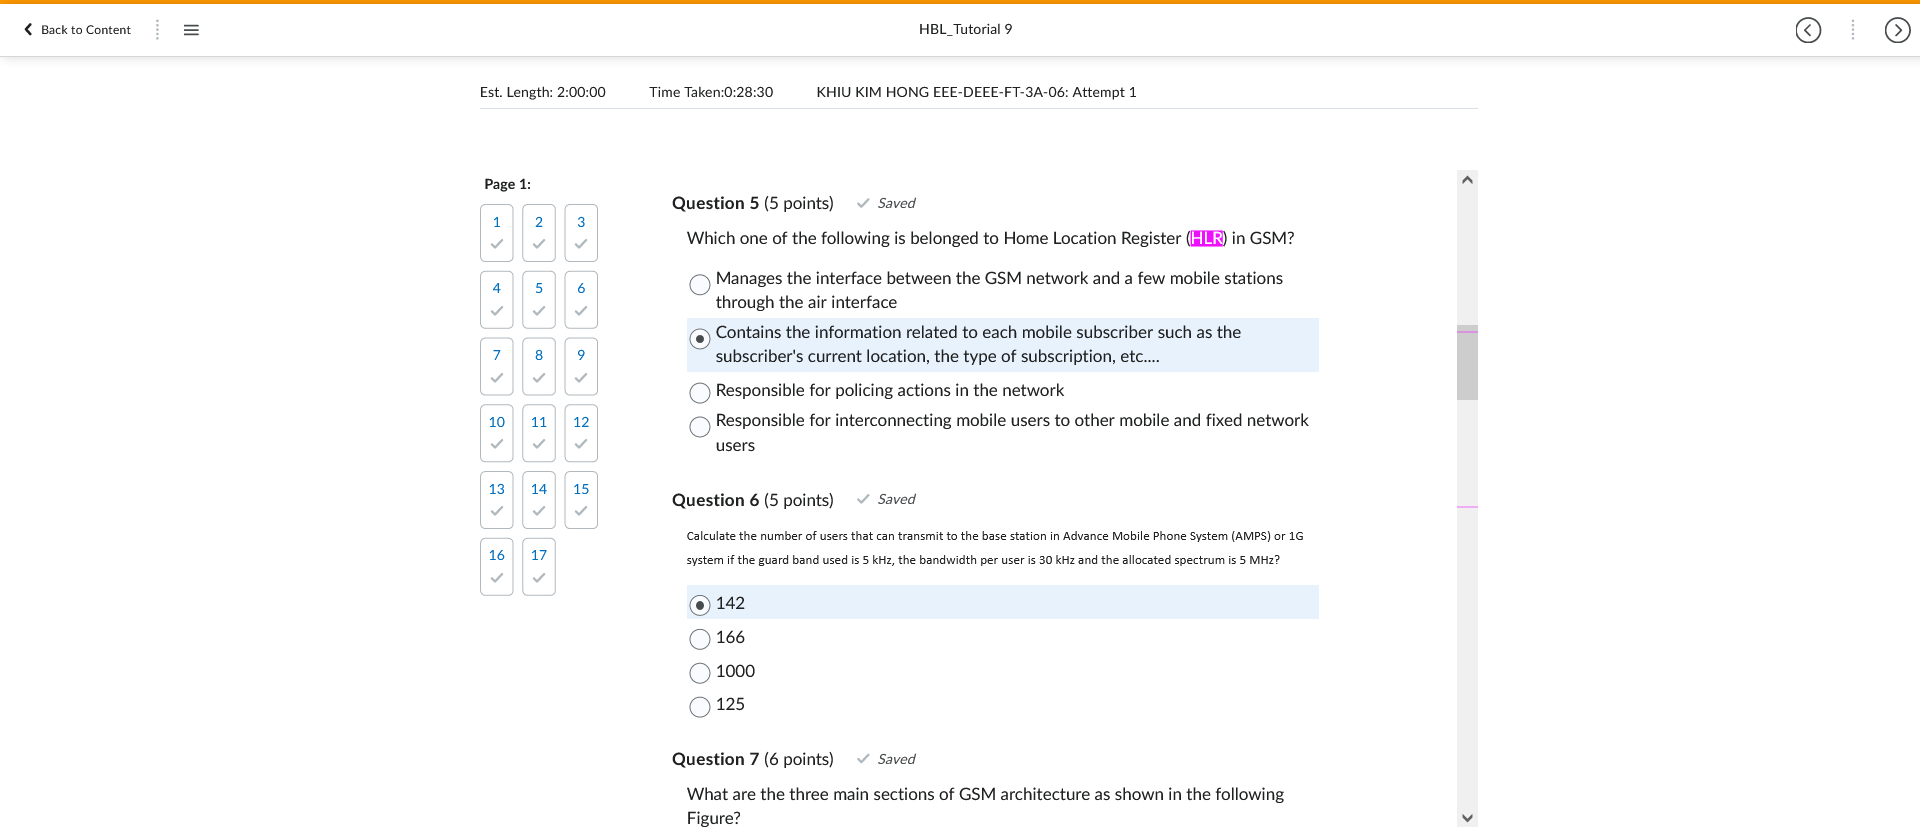 Back to Content
HBL_Tutorial 9
Est. Length: 2:00:00 Time Taken:0:28:30 KHIU KIM HONG EEE-DEEE-FT-3A-06: Attempt 1
Page 1:
1 2 3
4 5 6
7 8 9
10 11 12
13 14 15
16 17
Question 5 (5 points) Saved
Which one of the following is belonged to Home Location Register (HLR) in GSM?
Manages the interface between the GSM network and a few mobile stations
through the air interface
Contains the information related to each mobile subscriber such as the
subscriber's current location, the type of subscription, etc....
Responsible for policing actions in the network
Responsible for interconnecting mobile users to other mobile and fixed network
users
Question 6 (5 points) Saved
Calculate the number of users that can transmit to the base station in Advance Mobile Phone System (AMPS) or 1G
system if the guard band used is 5 kHz, the bandwidth per user is 30 kHz and the allocated spectrum is 5 MHz?
142
166
1000
125
Question 7 (6 points) Saved
What are the three main sections of GSM architecture as shown in the following
Figure?